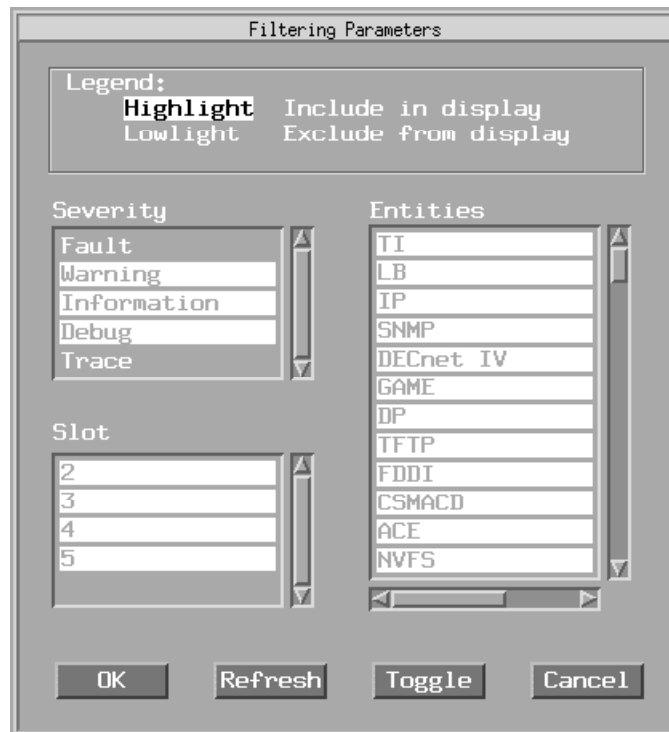 Filtering Parameters
Legend:
Highlight Include in display
Lowlight Exclude from display
Severity
Fault
Warning
Information
Debug
Trace
Slot
2
3
4
5
Entities
TI
LB
IP
SNMP
DECnet IV
GAME
DP
TFTP
FDDI
CSMACD
ACE
NVFS
OK Refresh Toggle Cancel